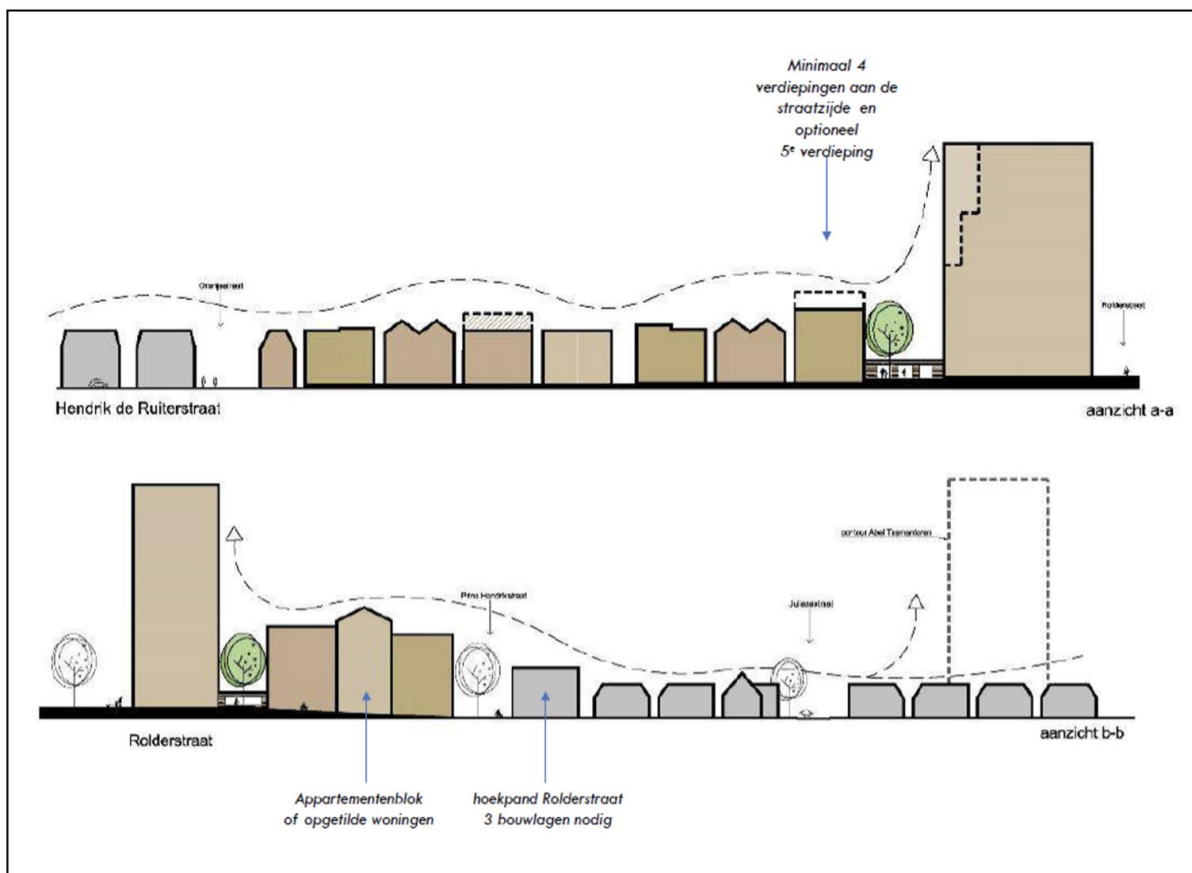 Minimaal 4
verdiepingen aan de
straatzijde en
optioneel
5e verdieping
Oranjestraat
Rolderstraat
Hendrik de Ruiterstraat
aanzicht a-a
contour Abel Tasmantoren
Prins Hendrikstraat
Julianastraat
Rolderstraat
aanzicht b-b
Appartementenblok
of opgetilde woningen
hoekpand Rolderstraat
3 bouwlagen nodig